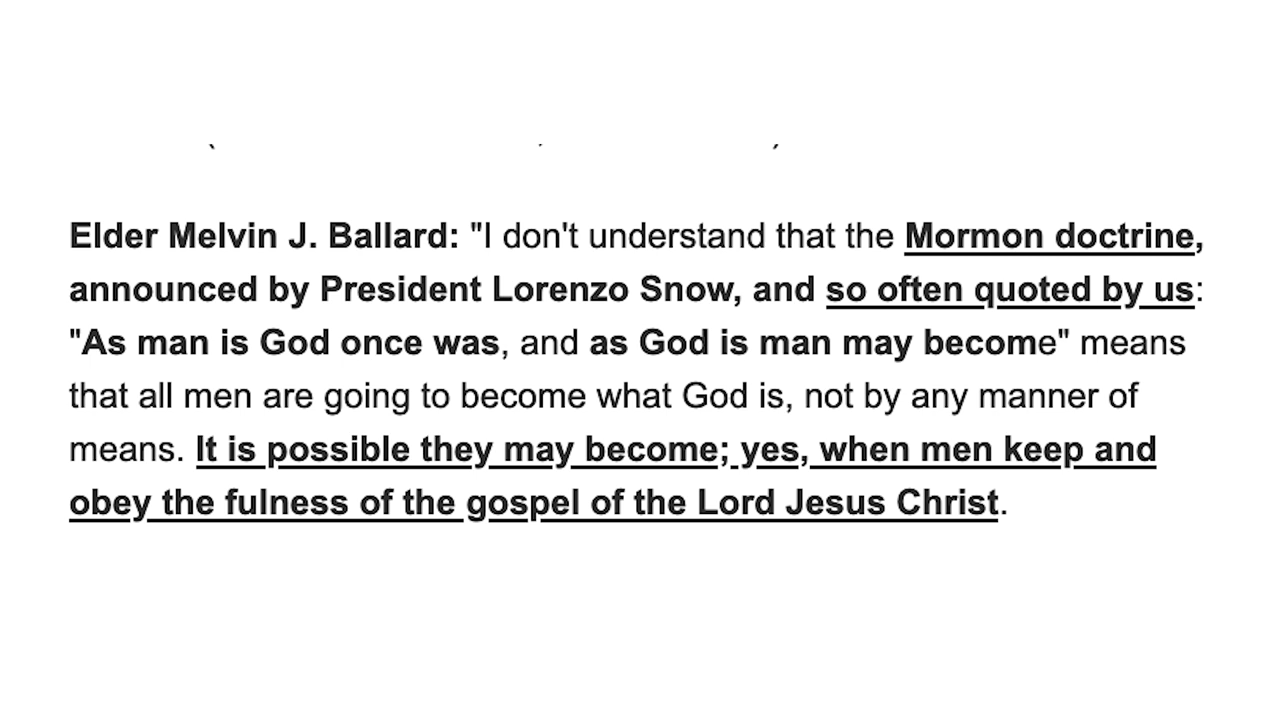 Elder Melvin J. Ballard: "I don't understand that the Mormon doctrine,
announced by President Lorenzo Snow, and so often quoted by us:
"As man is God once was, and as God is man may become" means
that all men are going to become what God is, not by any manner of
means. It is possible they may become; yes, when men keep and
obey the fulness of the gospel of the Lord Jesus Christ.